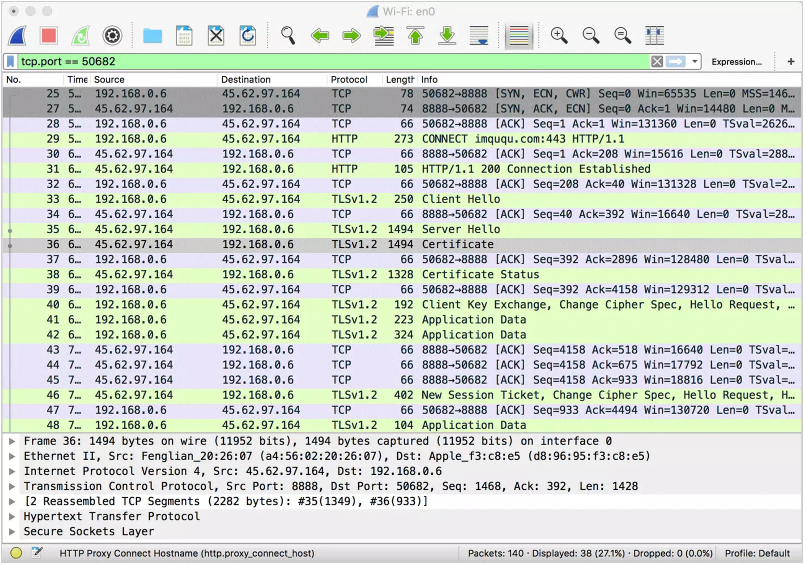 Wi-Fi: en0
tcp.port == 50682 Expression... +
No. Time Source Destination Protocol Length Info
25 5... 192.168.0.6 45.62.97.164 TCP 78 50682→8888 [SYN, ECN, CWR] Seq=0 Win=65535 Len=0 MSS=146...
27 5... 45.62.97.164 192.168.0.6 TCP 74 8888→50682 [SYN, ACK, ECN] Seq=0 Ack=1 Win=14480 Len=0 M...
28 5... 192.168.0.6 45.62.97.164 TCP 66 50682→8888 [ACK] Seq=1 Ack=1 Win=131360 Len=0 TSval=2626...
29 5... 192.168.0.6 45.62.97.164 HTTP 273 CONNECT imququ.com:443 HTTP/1.1
30 6... 45.62.97.164 192.168.0.6 TCP 66 8888→50682 [ACK] Seq=1 Ack=208 Win=15616 Len=0 TSval=288...
31 6... 45.62.97.164 192.168.0.6 HTTP 105 HTTP/1.1 200 Connection Established
32 6... 192.168.0.6 45.62.97.164 TCP 66 50682→8888 [ACK] Seq=208 Ack=40 Win=131328 Len=0 TSval=2...
33 6... 192.168.0.6 45.62.97.164 TLSv1.2 250 Client Hello
34 6... 45.62.97.164 192.168.0.6 TCP 66 8888→50682 [ACK] Seq=40 Ack=392 Win=16640 Len=0 TSval=28...
35 6... 45.62.97.164 192.168.0.6 TLSv1.2 1494 Server Hello
36 6... 45.62.97.164 192.168.0.6 TLSv1.2 1494 Certificate
37 6... 192.168.0.6 45.62.97.164 TCP 66 50682→8888 [ACK] Seq=392 Ack=2896 Win=128480 Len=0 TSval...
38 6... 45.62.97.164 192.168.0.6 TLSv1.2 1328 Certificate Status
39 6... 192.168.0.6 45.62.97.164 TCP 66 50682→8888 [ACK] Seq=392 Ack=4158 Win=129312 Len=0 TSval...
40 6... 192.168.0.6 45.62.97.164 TLSv1.2 192 Client Key Exchange, Change Cipher Spec, Hello Request, ...
41 6... 192.168.0.6 45.62.97.164 TLSv1.2 223 Application Data
42 6... 192.168.0.6 45.62.97.164 TLSv1.2 324 Application Data
43 7... 45.62.97.164 192.168.0.6 TCP 66 8888→50682 [ACK] Seq=4158 Ack=518 Win=16640 Len=0 TSval=...
44 7... 45.62.97.164 192.168.0.6 TCP 66 8888→50682 [ACK] Seq=4158 Ack=675 Win=17792 Len=0 TSval=...
45 7... 45.62.97.164 192.168.0.6 TCP 66 8888→50682 [ACK] Seq=4158 Ack=933 Win=18816 Len=0 TSval=...
46 7... 45.62.97.164 192.168.0.6 TLSv1.2 402 New Session Ticket, Change Cipher Spec, Hello Request, H...
47 7... 192.168.0.6 45.62.97.164 TCP 66 50682→8888 [ACK] Seq=933 Ack=4494 Win=130720 Len=0 TSval...
48 7... 45.62.97.164 192.168.0.6 TLSv1.2 104 Application Data
Frame 36: 1494 bytes on wire (11952 bits), 1494 bytes captured (11952 bits) on interface 0
Ethernet II, Src: Fenglian_20:26:07 (a4:56:02:20:26:07), Dst: Apple_f3:c8:e5 (d8:96:95:f3:c8:e5)
Internet Protocol Version 4, Src: 45.62.97.164, Dst: 192.168.0.6
Transmission Control Protocol, Src Port: 8888, Dst Port: 50682, Seq: 1468, Ack: 392, Len: 1428
[2 Reassembled TCP Segments (2282 bytes): #35(1349), #36(933)]
Hypertext Transfer Protocol
Secure Sockets Layer
HTTP Proxy Connect Hostname (http.proxy_connect_host) Packets: 140 · Displayed: 38 (27.1%) · Dropped: 0 (0.0%) Profile: Default